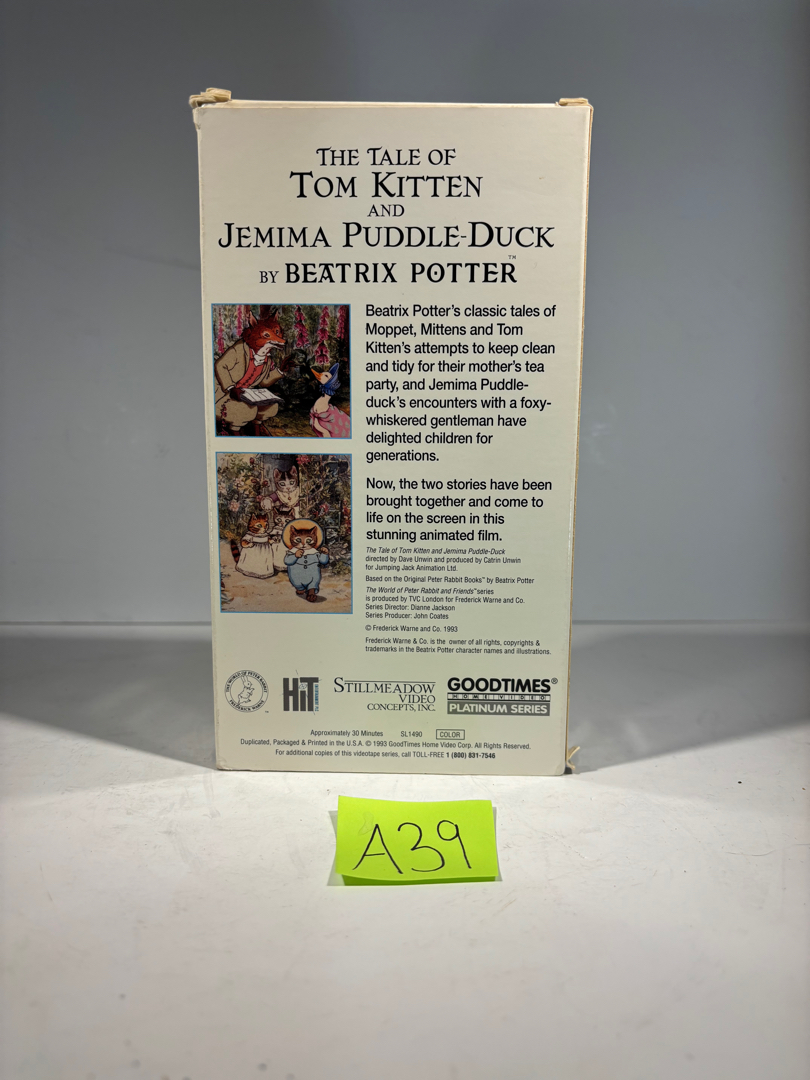 THE TALE OF
TOM KITTEN
AND
JEMIMA PUDDLE-DUCK
BY BEATRIX POTTER™
Beatrix Potter's classic tales of
Moppet, Mittens and Tom
Kitten's attempts to keep clean
and tidy for their mother's tea
party, and Jemima Puddle-
duck's encounters with a foxy-
whiskered gentleman have
delighted children for
generations.
Now, the two stories have been
brought together and come to
life on the screen in this
stunning animated film.
The Tale of Tom Kitten and Jemima Puddle-Duck
directed by Dave Unwin and produced by Catrin Unwin
for Jumping Jack Animation Ltd.
Based on the Original Peter Rabbit Books™ by Beatrix Potter
The World of Peter Rabbit and Friends™ series
is produced by TVC London for Frederick Warne and Co.
Series Director: Dianne Jackson
Series Producer: John Coates
© Frederick Warne and Co. 1993
Frederick Warne & Co. is the owner of all rights, copyrights &
trademarks in the Beatrix Potter character names and illustrations.
THE WORLD OF PETER RABBIT
FREDERICK WARNE
™
HiT
STILLMEADOW
VIDEO
CONCEPTS, INC.
GOODTIMES®
HOME VIDEO
PLATINUM SERIES
Approximately 30 Minutes SL1490 COLOR
Duplicated, Packaged & Printed in the U.S.A. © 1993 GoodTimes Home Video Corp. All Rights Reserved.
For additional copies of this videotape series, call TOLL-FREE 1 (800) 831-7546
A39